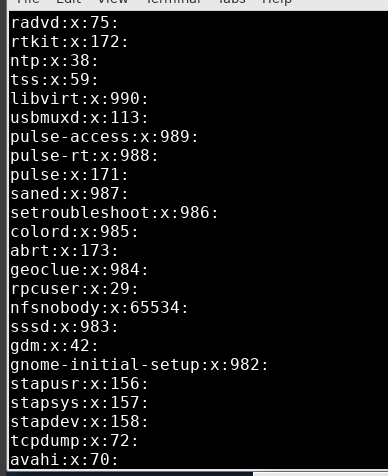 File Edit View Terminal Tabs Help
radvd:x:75:
rtkit:x:172:
ntp:x:38:
tss:x:59:
libvirt:x:990:
usbmuxd:x:113:
pulse-access:x:989:
pulse-rt:x:988:
pulse:x:171:
saned:x:987:
setroubleshoot:x:986:
colord:x:985:
abrt:x:173:
geoclue:x:984:
rpcuser:x:29:
nfsnobody:x:65534:
sssd:x:983:
gdm:x:42:
gnome-initial-setup:x:982:
stapusr:x:156:
stapsys:x:157:
stapdev:x:158:
tcpdump:x:72:
avahi:x:70: